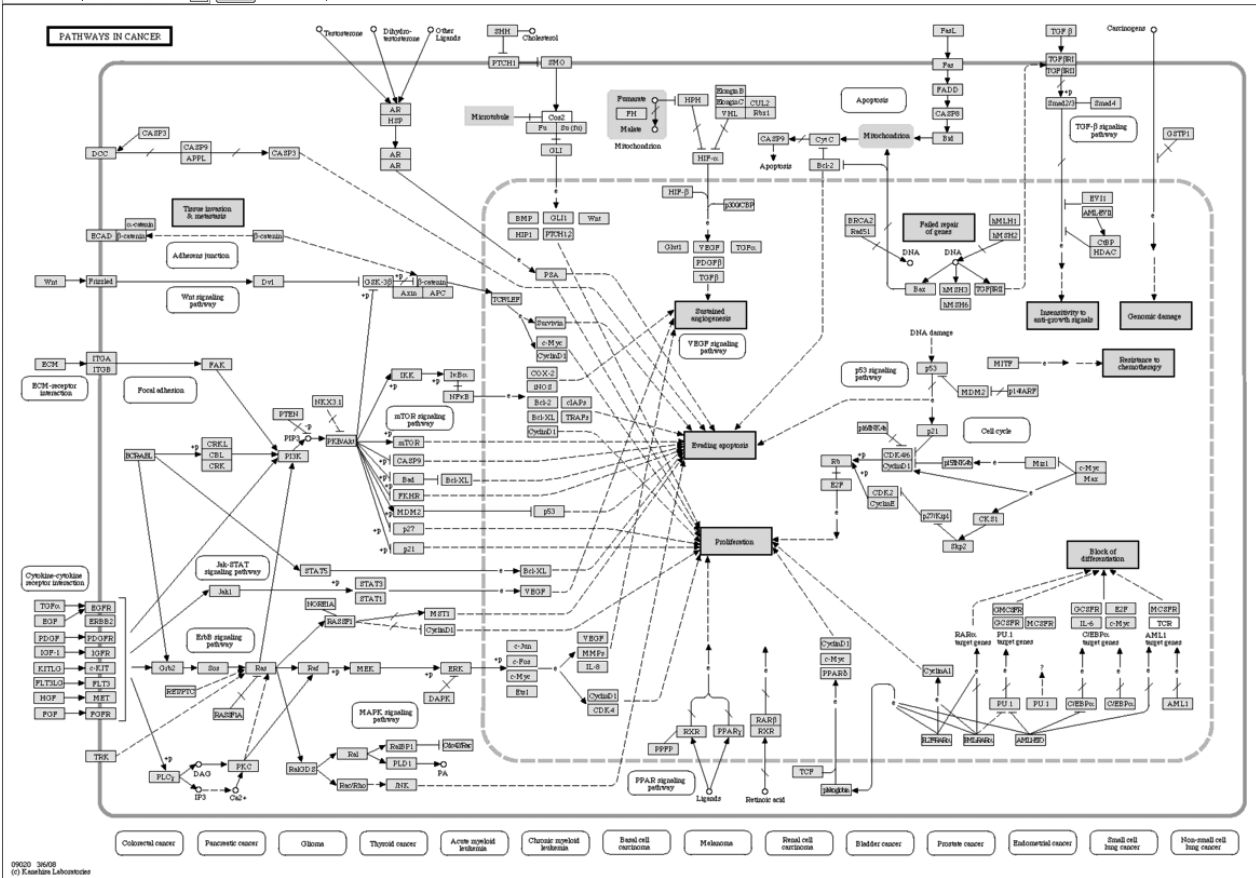 PATHWAYS IN CANCER
Testosterone
Dihydro-
testosterone
Other
Ligands
SHH
Cholesterol
PTCH1
SMO
AR
HSP
AR
AR
Microtubule
Cos2
Fu
Su (fu)
GLI
Fumarate
FH
Malate
Mitochondrion
HPH
Elongin B
Elongin C
CUL2
VHL
Rbx1
HIF-α
Apoptosis
CASP9
CytC
Mitochondrion
Apoptosis
Bcl-2
FasL
Fas
FADD
CASP8
Bid
TGF β
TGFβRI
TGFβRII
+p
Smad2/3
Smad4
TGF-β signaling
pathway
Carcinogens
GSTP1
CASP3
DCC
CASP9
APPL
CASP3
Tissue invasion
& metastasis
α-catenin
ECAD
β-catenin
β-catenin
Adherens junction
Wnt
Frizzled
Dvl
GSK-3β
+p
β-catenin
Axin
APC
TCF/LEF
Wnt signaling
pathway
BMP
GLI1
Wnt
HIP1
PTCH1,2
PSA
HIF-β
p300/CBP
e
Glut1
VEGF
TGFα
PDGFβ
TGFβ
Sustained
angiogenesis
VEGF signaling
pathway
BRCA2
Rad51
DNA
Failed repair
of genes
hMLH1
hMSH2
DNA
Bax
hMSH3
TGFβRII
hMSH6
EVI1
AML-EVI1
CtBP
HDAC
Insensitivity to
anti-growth signals
Genomic damage
Survivin
c-Myc
CyclinD1
COX-2
iNOS
Bcl-2
cIAPs
Bcl-XL
TRAFs
CyclinD1
DNA damage
p53
p53 signaling
pathway
MDM2
p14ARF
MITF
e
Resistance to
chemotherapy
p21
Cell cycle
ECM
ITGA
ITGB
FAK
ECM-receptor
interaction
Focal adhesion
IKK
IκBα
NFκB
e
PTEN
NKX3.1
PIP3
PKB/Akt
mTOR signaling
pathway
mTOR
CASP9
Bad
Bcl-XL
FKHR
MDM2
p53
p27
p21
Evading apoptosis
p16INK4a
CDK4/6
CyclinD1
p15INK4b
e
Miz1
c-Myc
Max
Rb
E2F
CDK2
CyclinE
p27/Kip1
CKS1
Skp2
BCR-ABL
CRKL
CBL
CRK
PI3K
Proliferation
Block of
differentiation
Jak-STAT
signaling pathway
STAT5
e
Bcl-XL
Cytokine-cytokine
receptor interaction
Jak1
+p
STAT3
STAT1
e
VEGF
NORE1A
RASSF1
MST1
CyclinD1
TGFα
EGF
EGFR
ERBB2
PDGF
PDGFR
IGF-1
IGFR
KITLG
c-KIT
FLT3LG
FLT3
HGF
MET
FGF
FGFR
TRK
ErbB signaling
pathway
Grb2
Sos
Ras
Raf
+p
MEK
+p
ERK
+p
RET/PTC
RASSF1A
DAPK
MAPK signaling
pathway
c-Jun
c-Fos
c-Myc
Ets1
e
VEGF
MMPs
IL-8
CyclinD1
CDK4
+p
PLCγ
DAG
IP3
Ca2+
PKC
RalGDS
Ral
RalBP1
Cdc42/Rac
PLD1
PA
Rac/Rho
JNK
RXR
PPARγ
PPFP
PPAR signaling
pathway
Ligands
RARβ
RXR
Retinoic acid
CyclinD1
c-Myc
PPARδ
TCF
CyclinA1
RARα
target genes
GMCSFR
GCSFR
MCSFR
PU.1
target genes
GCSFR
E2F
IL-6
c-Myc
C/EBPα
target genes
MCSFR
TCR
AML1
target genes
?
PU.1
PU.1
C/EBPα
C/EBPα
AML1
PLZF-RARα
PML-RARα
AML1-ETO
Colorectal cancer
Pancreatic cancer
Glioma
Thyroid cancer
Acute myeloid
leukemia
Chronic myeloid
leukemia
Basal cell
carcinoma
Melanoma
Renal cell
carcinoma
Bladder cancer
Prostate cancer
Endometrial cancer
Small cell
lung cancer
Non-small cell
lung cancer
09020 3/6/08
(c) Kanehisa Laboratories